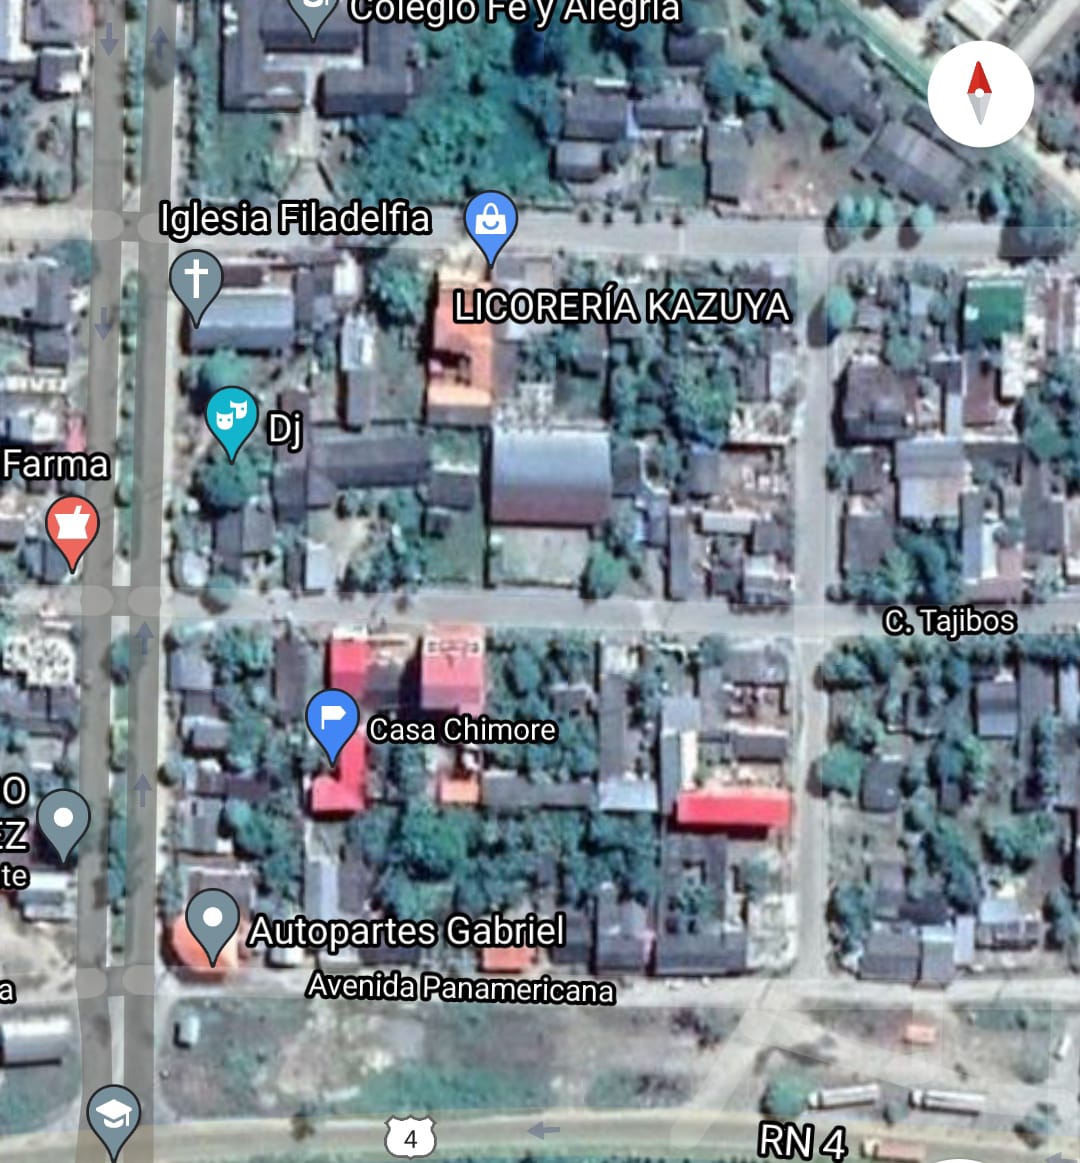 Colegio Fe y Alegría
Iglesia Filadelfia
LICORERÍA KAZUYA
Dj
Farma
C. Tajibos
Casa Chimore
O
EZ
te
Autopartes Gabriel
Avenida Panamericana
a
4
RN 4